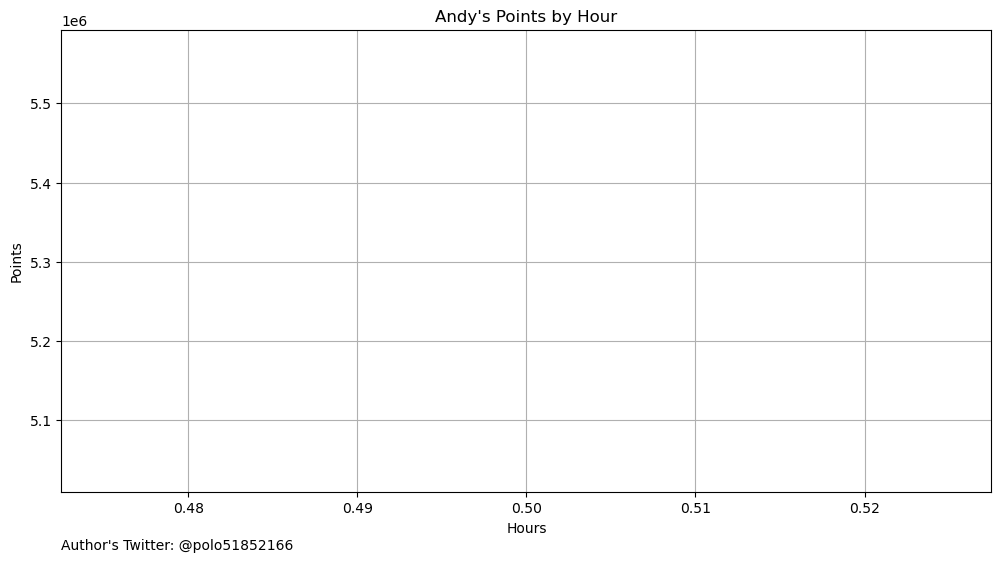 Andy's Points by Hour
1e6
5.5
5.4
5.3
5.2
5.1
Points
0.48 0.49 0.50 0.51 0.52
Hours
Author's Twitter: @polo51852166